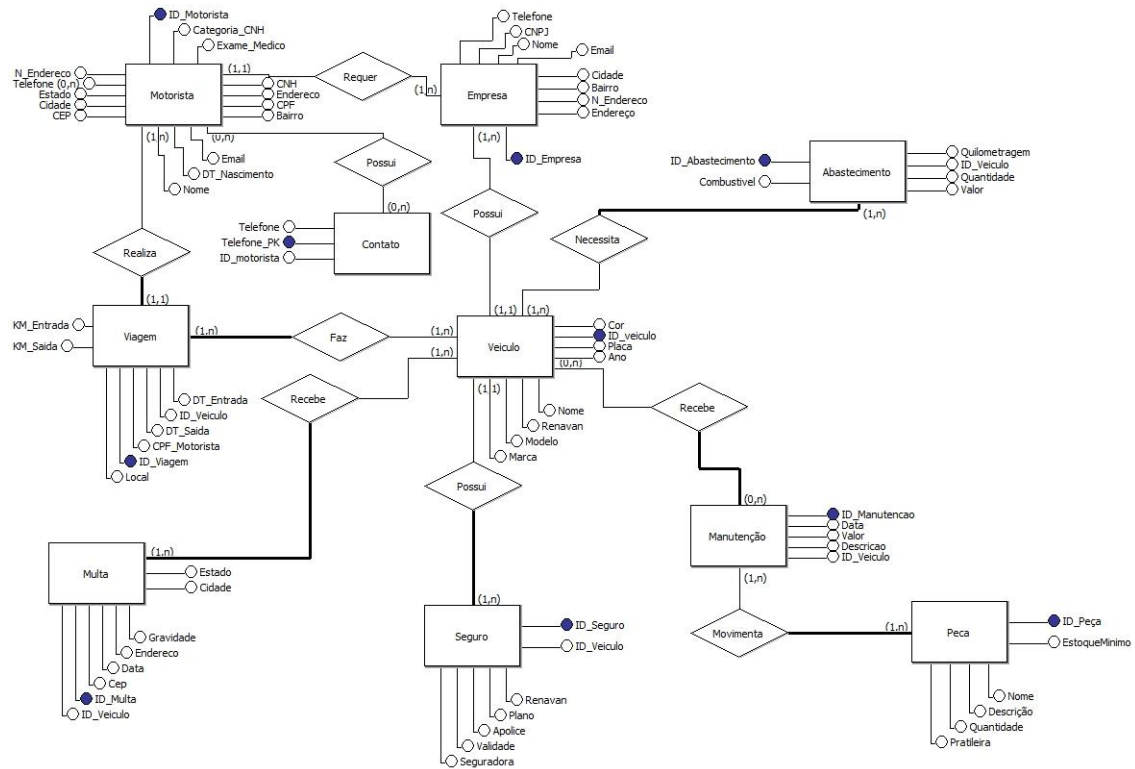 ID_Motorista
Categoria_CNH
Exame_Medico
N_Endereco
Telefone (0,n)
Estado
Cidade
CEP
Motorista
(1,1)
CNH
Endereco
CPF
Bairro
(1,n)
(0,n)
Email
DT_Nascimento
Nome
Requer
(1,n)
Telefone
CNPJ
Nome
Email
Empresa
Cidade
Bairro
N_Endereco
Endereço
(1,n)
ID_Empresa
Possui
(0,n)
Telefone
Telefone_PK
ID_motorista
Contato
Possui
ID_Abastecimento
Combustivel
Abastecimento
Quilometragem
ID_Veiculo
Quantidade
Valor
(1,n)
Necessita
Realiza
(1,1)
KM_Entrada
KM_Saida
Viagem
(1,n)
Faz
(1,n)
(1,n)
(1,1)
(1,n)
Veiculo
Cor
ID_veiculo
Placa
Ano
(0,n)
(1,1)
Nome
Renavan
Modelo
Marca
DT_Entrada
ID_Veiculo
DT_Saida
CPF_Motorista
ID_Viagem
Local
Recebe
Recebe
Possui
(0,n)
Manutenção
ID_Manutencao
Data
Valor
Descricao
ID_Veiculo
(1,n)
(1,n)
Multa
Estado
Cidade
Gravidade
Endereco
Data
Cep
ID_Multa
ID_Veiculo
(1,n)
Seguro
ID_Seguro
ID_Veiculo
Renavan
Plano
Apolice
Validade
Seguradora
Movimenta
(1,n)
Peca
ID_Peça
EstoqueMinimo
Nome
Descrição
Quantidade
Pratileira